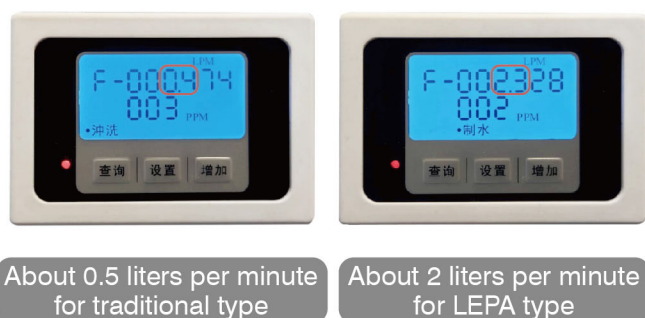 LPM
F-000.474
003 PPM
•冲洗
查询 设置 增加
About 0.5 liters per minute
for traditional type
LPM
F-002.328
002 PPM
•制水
查询 设置 增加
About 2 liters per minute
for LEPA type